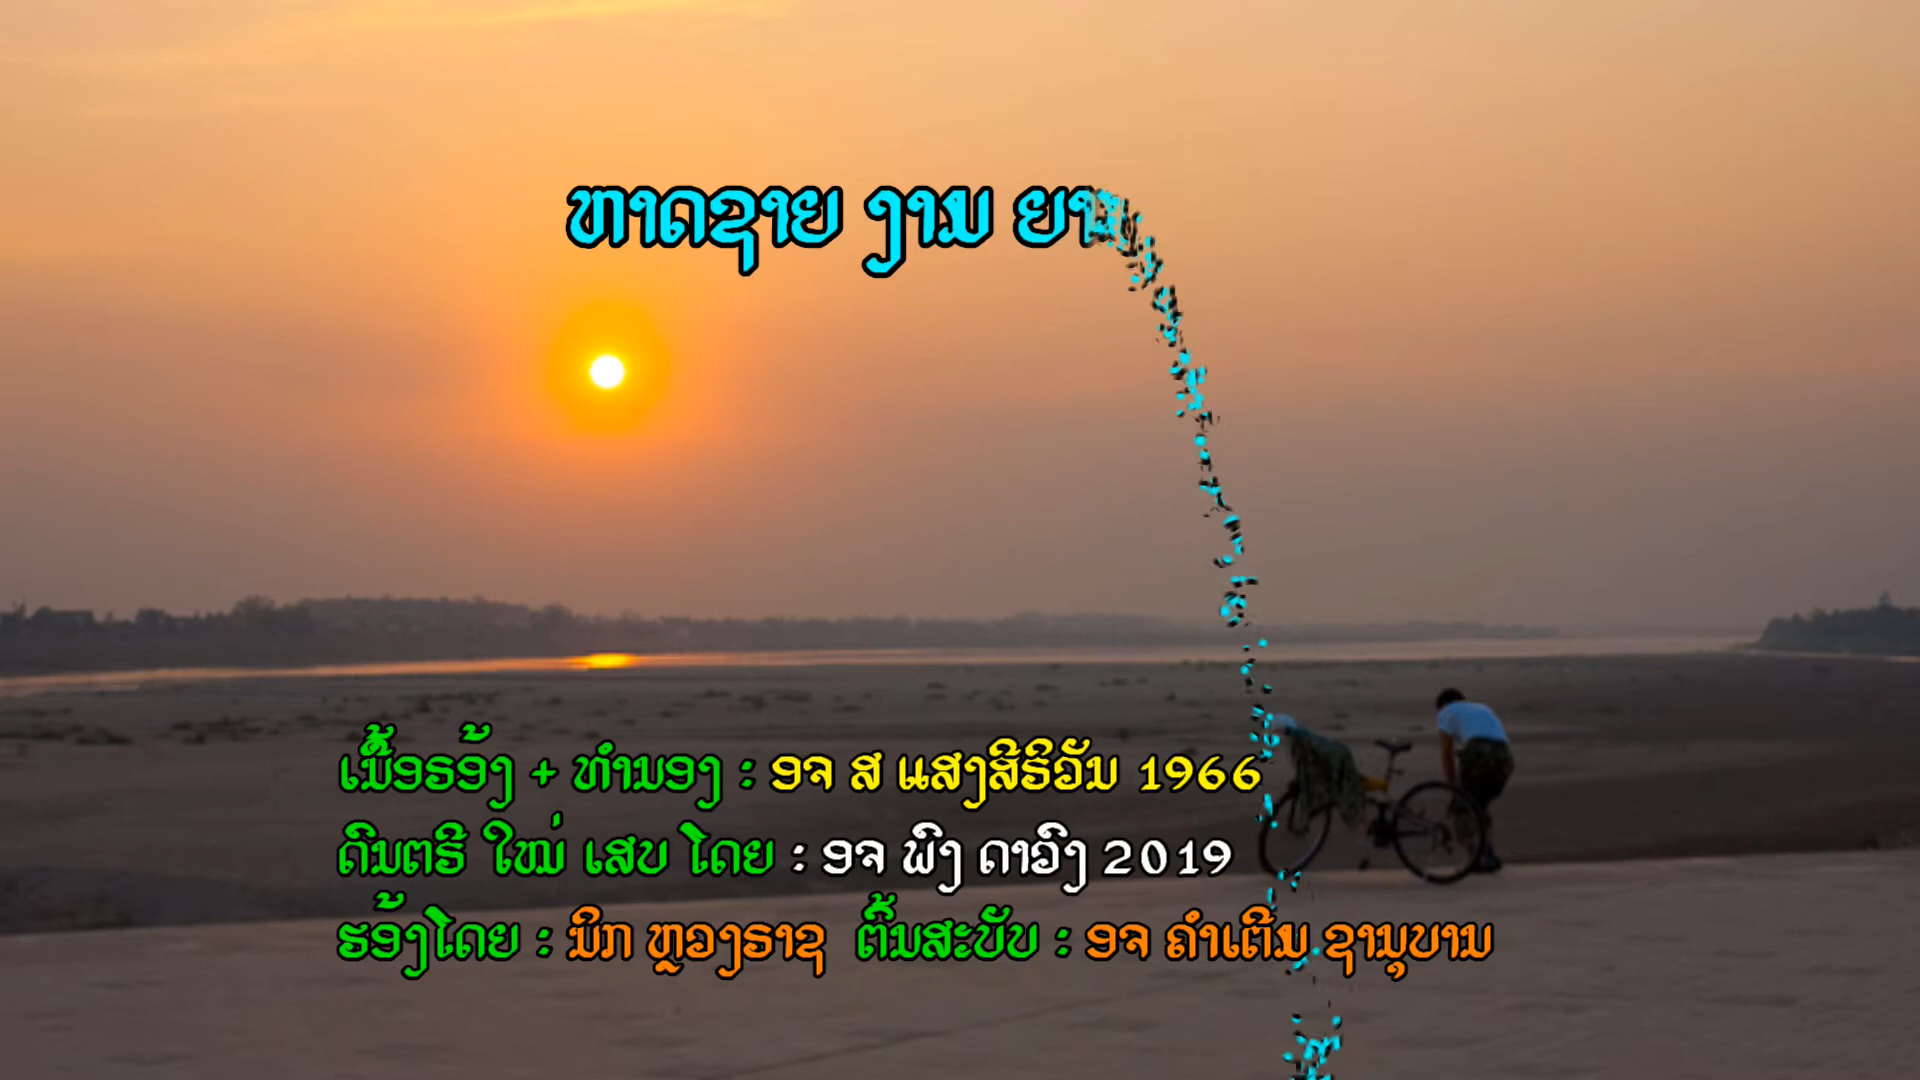 ຫາດຊາຍ ງາມ
ເນື້ອຮອ້ງ + ທຳນອງ : ອຈ ສ ແສງສີຣິວັນ 1966
ດົນຕຣີ ໃໝ່ ເສບ ໂດຍ : ອຈ ພົງ ດາວົງ 2019
ຮອ້ງໂດຍ : ນິກ ຫຼວງຣາຊ ຕົ້ນສະບັບ : ອຈ ຄຳເຕີມ ຊານຸບານ